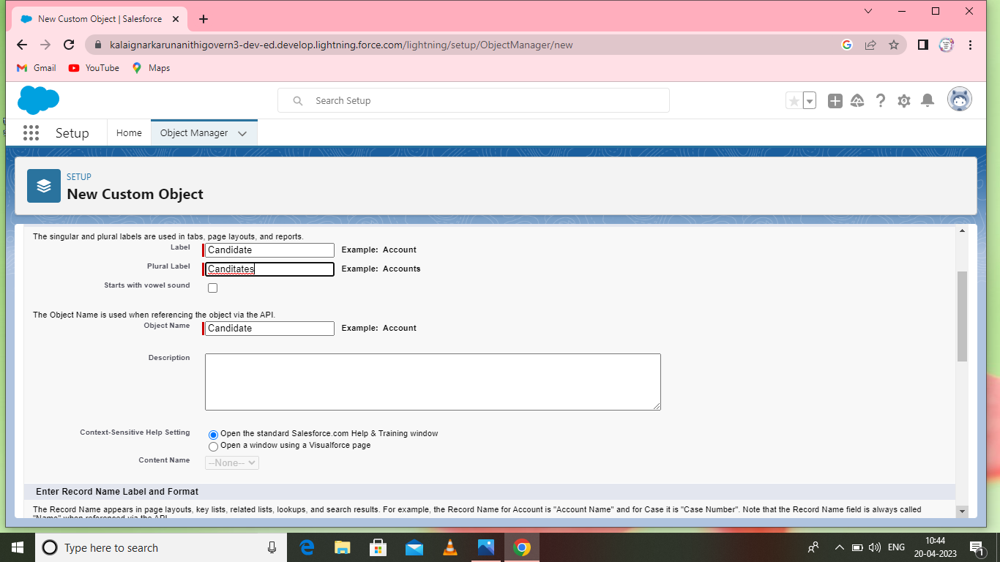 New Custom Object | Salesforce
kalaignarkarunanithigovern3-dev-ed.develop.lightning.force.com/lightning/setup/ObjectManager/new
Gmail YouTube Maps
Search Setup
Setup Home Object Manager
SETUP
New Custom Object
The singular and plural labels are used in tabs, page layouts, and reports.
Label Candidate Example: Account
Plural Label Canditates Example: Accounts
Starts with vowel sound
The Object Name is used when referencing the object via the API.
Object Name Candidate Example: Account
Description
Context-Sensitive Help Setting Open the standard Salesforce.com Help & Training window
Open a window using a Visualforce page
Content Name --None--
Enter Record Name Label and Format
The Record Name appears in page layouts, key lists, related lists, lookups, and search results. For example, the Record Name for Account is "Account Name" and for Case it is "Case Number". Note that the Record Name field is always called
"Name" when referenced via the API.
Type here to search
ENG
10:44
20-04-2023
1